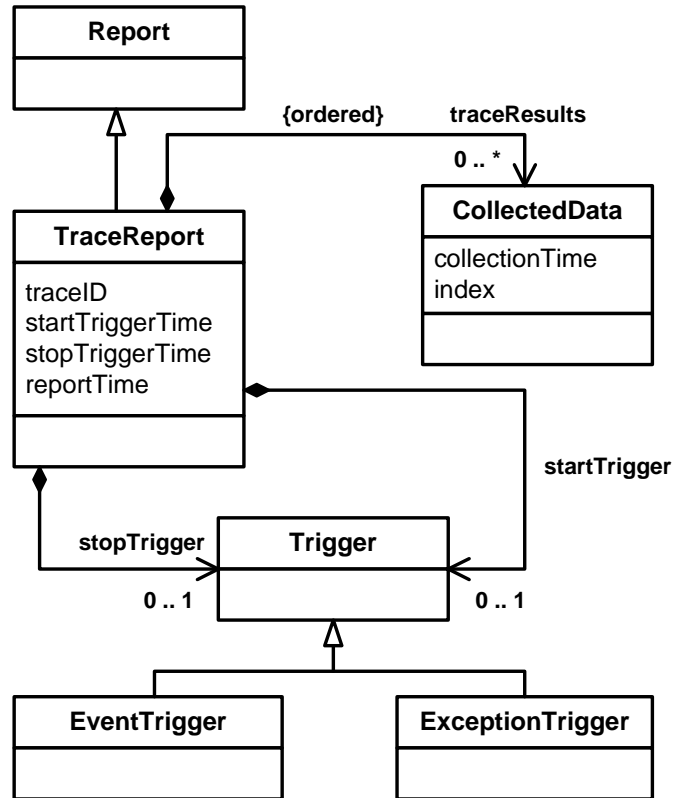 Report
{ordered}
traceResults
0 .. *
TraceReport
CollectedData
traceID
startTriggerTime
stopTriggerTime
reportTime
collectionTime
index
startTrigger
stopTrigger
Trigger
0 .. 1
0 .. 1
EventTrigger
ExceptionTrigger